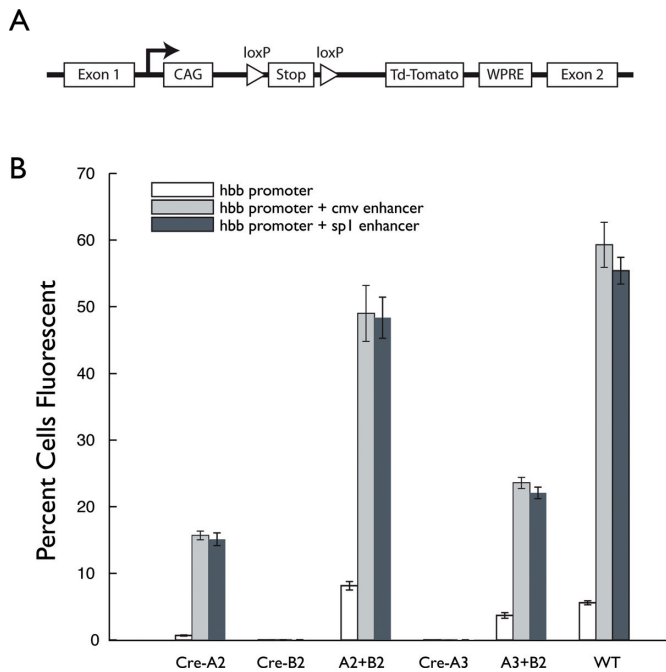 A
loxP loxP
Exon 1 CAG Stop Td-Tomato WPRE Exon 2
B
70
60
50
40
30
20
10
0
Percent Cells Fluorescent
hbb promoter
hbb promoter + cmv enhancer
hbb promoter + sp1 enhancer
Cre-A2 Cre-B2 A2+B2 Cre-A3 A3+B2 WT